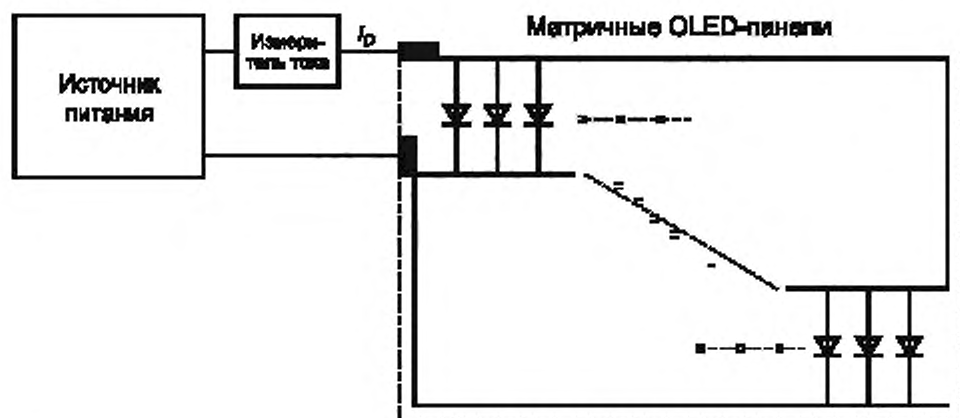 Матричные OLED-панели
Источник
питания
Измери-
тель тока
I_D